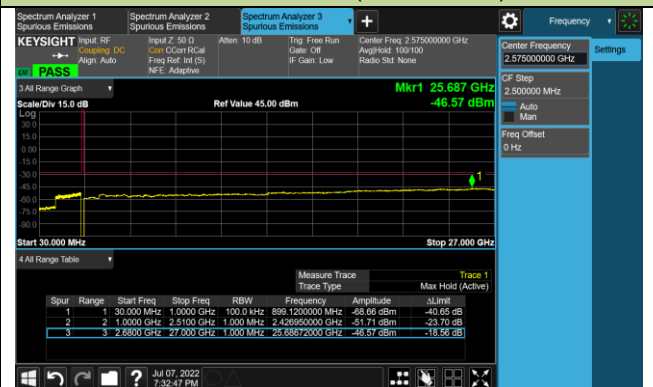 Spectrum Analyzer 1
Spurious Emissions
Spectrum Analyzer 2
Spurious Emissions
Spectrum Analyzer 3
Spurious Emissions
Frequency
KEYSIGHT
Input: RF
Coupling: DC
Align: Auto
Input Z: 50 Ω
Corr CCorr RCal
Freq Ref: Int (S)
NFE: Adaptive
Atten: 10 dB
Trig: Free Run
Gate: Off
IF Gain: Low
Center Freq: 2.575000000 GHz
Avg|Hold: 100/100
Radio Std: None
PASS
Center Frequency
2.575000000 GHz
Settings
CF Step
2.500000 MHz
Auto
Man
Freq Offset
0 Hz
3 All Range Graph
Mkr1 25.687 GHz
Scale/Div 15.0 dB
Ref Value 45.00 dBm
-46.57 dBm
Log
30.0
15.0
0.00
-15.0
-30.0
1
-45.0
-60.0
-75.0
-90.0
Start 30.000 MHz
Stop 27.000 GHz
4 All Range Table
Measure Trace Trace 1
Trace Type Max Hold (Active)
Spur Range Start Freq Stop Freq RBW Frequency Amplitude ΔLimit
1 1 30.000 MHz 1.0000 GHz 100.0 kHz 899.1200000 MHz -68.66 dBm -40.65 dB
2 2 1.0000 GHz 2.5100 GHz 1.000 MHz 2.426950000 GHz -51.71 dBm -23.70 dB
3 3 2.6800 GHz 27.000 GHz 1.000 MHz 25.68672000 GHz -46.57 dBm -18.56 dB
?
Jul 07, 2022
7:32:47 PM